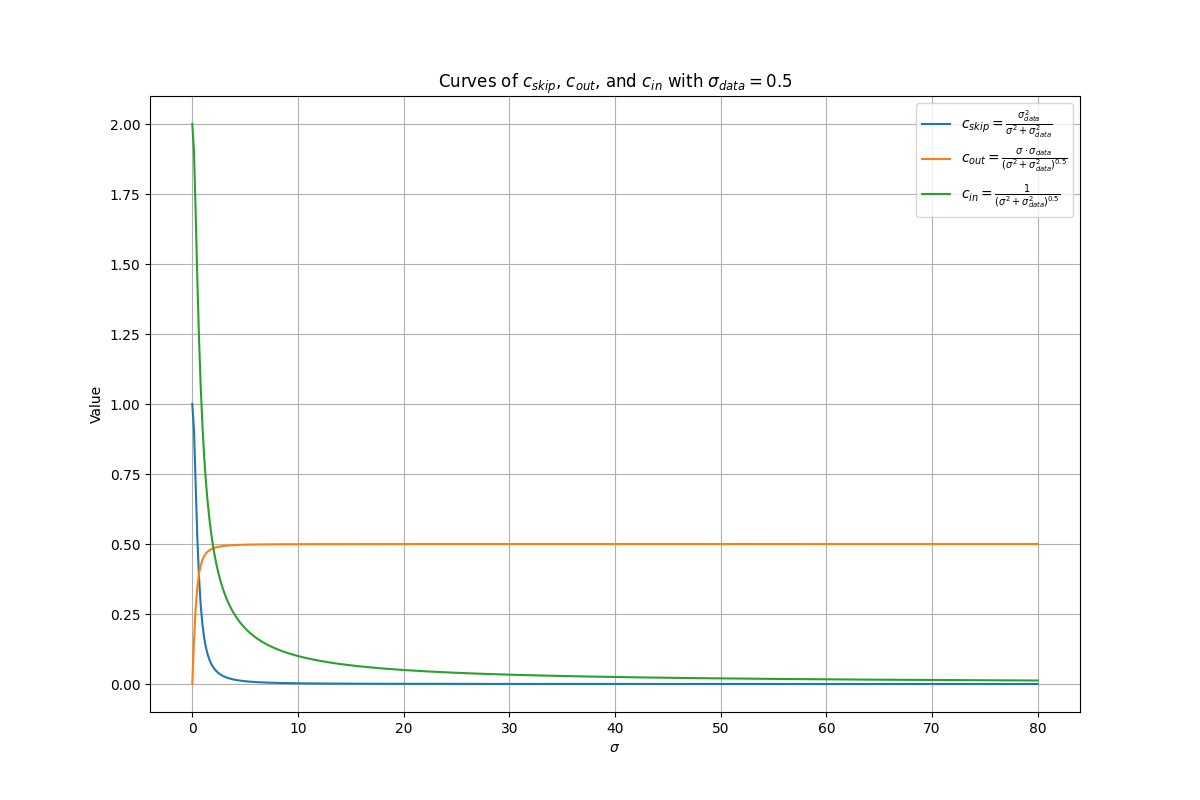 Curves of c_skip, c_out, and c_in with σ_data = 0.5
c_skip = σ²_data / (σ² + σ²_data)
c_out = σ · σ_data / (σ² + σ²_data)^0.5
c_in = 1 / (σ² + σ²_data)^0.5
2.00
1.75
1.50
1.25
1.00
0.75
0.50
0.25
0.00
Value
0 10 20 30 40 50 60 70 80
σ